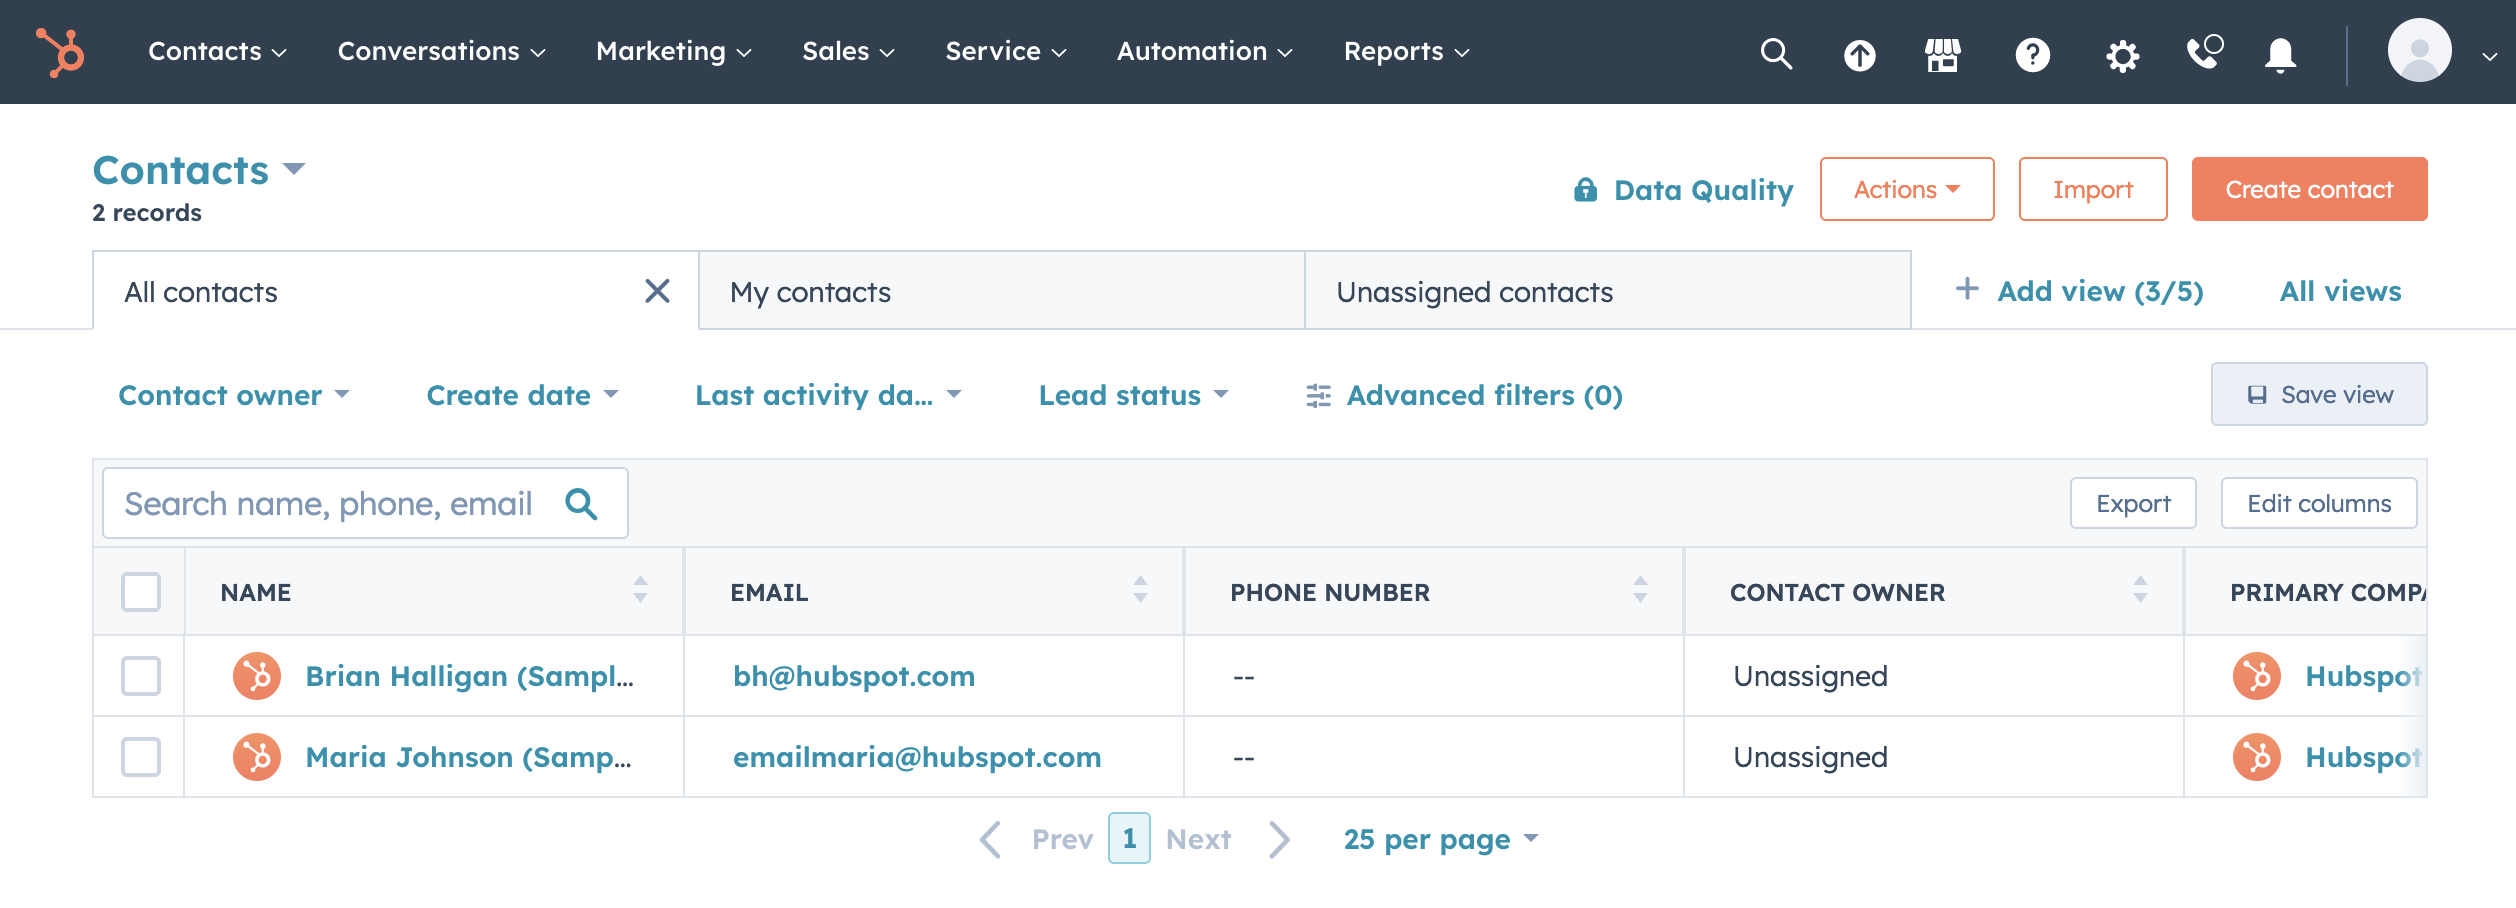 Contacts Conversations Marketing Sales Service Automation Reports
Contacts
2 records
Data Quality Actions Import Create contact
All contacts My contacts Unassigned contacts + Add view (3/5) All views
Contact owner Create date Last activity da... Lead status Advanced filters (0) Save view
Search name, phone, email Export Edit columns
NAME EMAIL PHONE NUMBER CONTACT OWNER PRIMARY COMPA
Brian Halligan (Sampl... bh@hubspot.com -- Unassigned Hubspot
Maria Johnson (Samp... emailmaria@hubspot.com -- Unassigned Hubspot
Prev 1 Next 25 per page